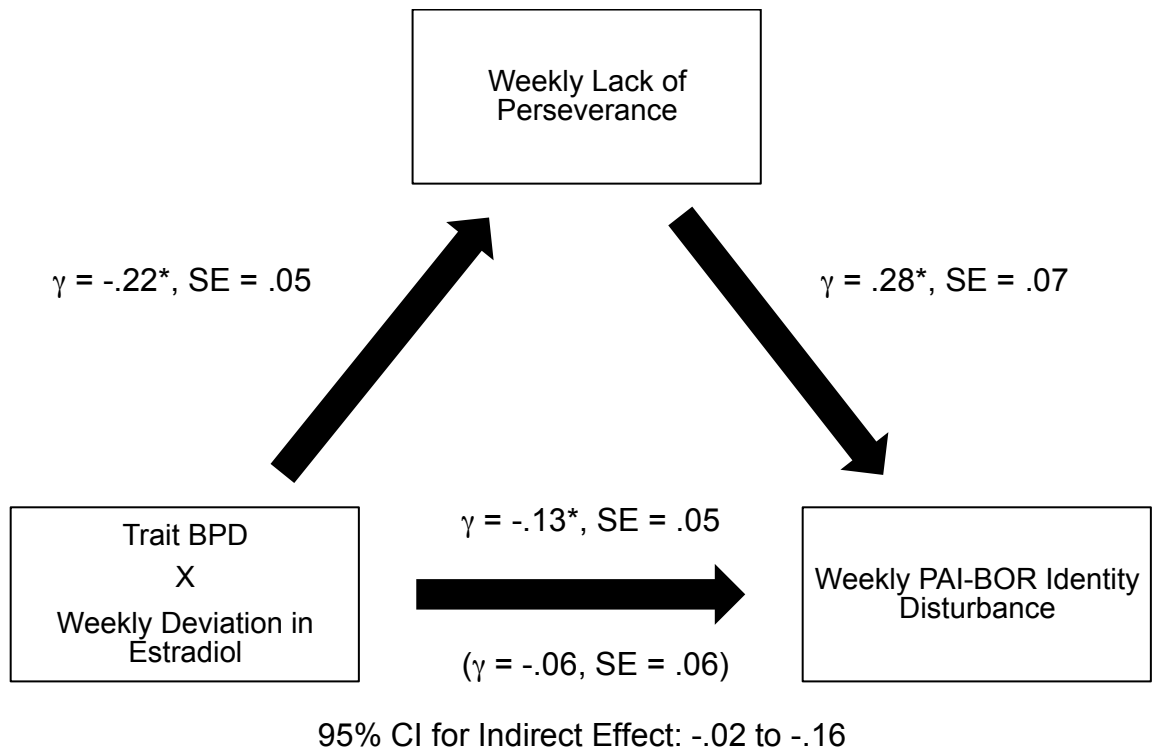 Weekly Lack of
Perseverance
γ = -.22*, SE = .05
γ = .28*, SE = .07
Trait BPD
X
Weekly Deviation in
Estradiol
γ = -.13*, SE = .05
(γ = -.06, SE = .06)
Weekly PAI-BOR Identity
Disturbance
95% CI for Indirect Effect: -.02 to -.16